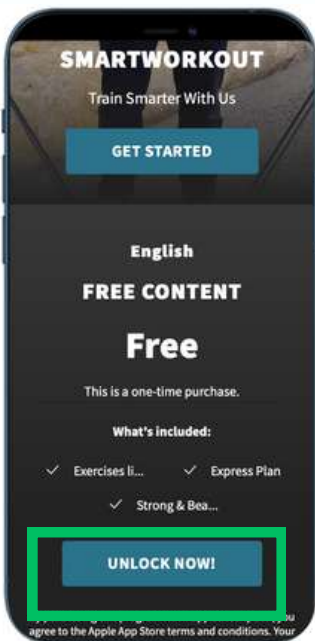 SMARTWORKOUT
Train Smarter With Us
GET STARTED
English
FREE CONTENT
Free
This is a one-time purchase.
What's included:
Exercises li...
Express Plan
Strong & Bea...
UNLOCK NOW!
agree to the Apple App Store terms and conditions. Your